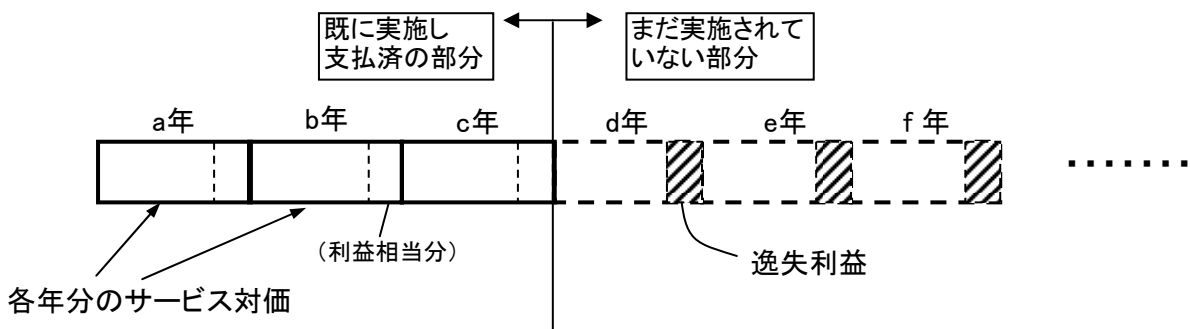 既に実施し
支払済の部分
まだ実施されて
いない部分
a年
b年
c年
d年
e年
f 年
（利益相当分）
逸失利益
各年分のサービス対価